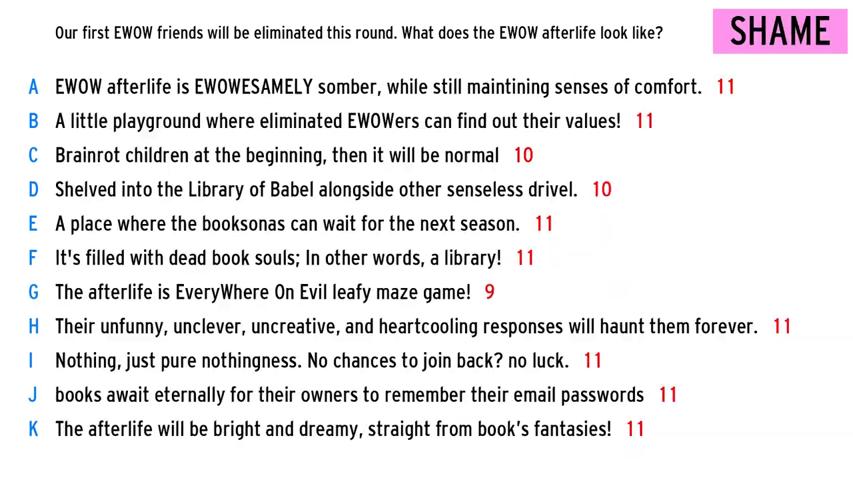 Our first EWOW friends will be eliminated this round. What does the EWOW afterlife look like?
SHAME
A EWOW afterlife is EWOWESAMELY somber, while still maintining senses of comfort. 11
B A little playground where eliminated EWOWers can find out their values! 11
C Brainrot children at the beginning, then it will be normal 10
D Shelved into the Library of Babel alongside other senseless drivel. 10
E A place where the booksonas can wait for the next season. 11
F It's filled with dead book souls; In other words, a library! 11
G The afterlife is EveryWhere On Evil leafy maze game! 9
H Their unfunny, unclever, uncreative, and heartcooling responses will haunt them forever. 11
I Nothing, just pure nothingness. No chances to join back? no luck. 11
J books await eternally for their owners to remember their email passwords 11
K The afterlife will be bright and dreamy, straight from book's fantasies! 11